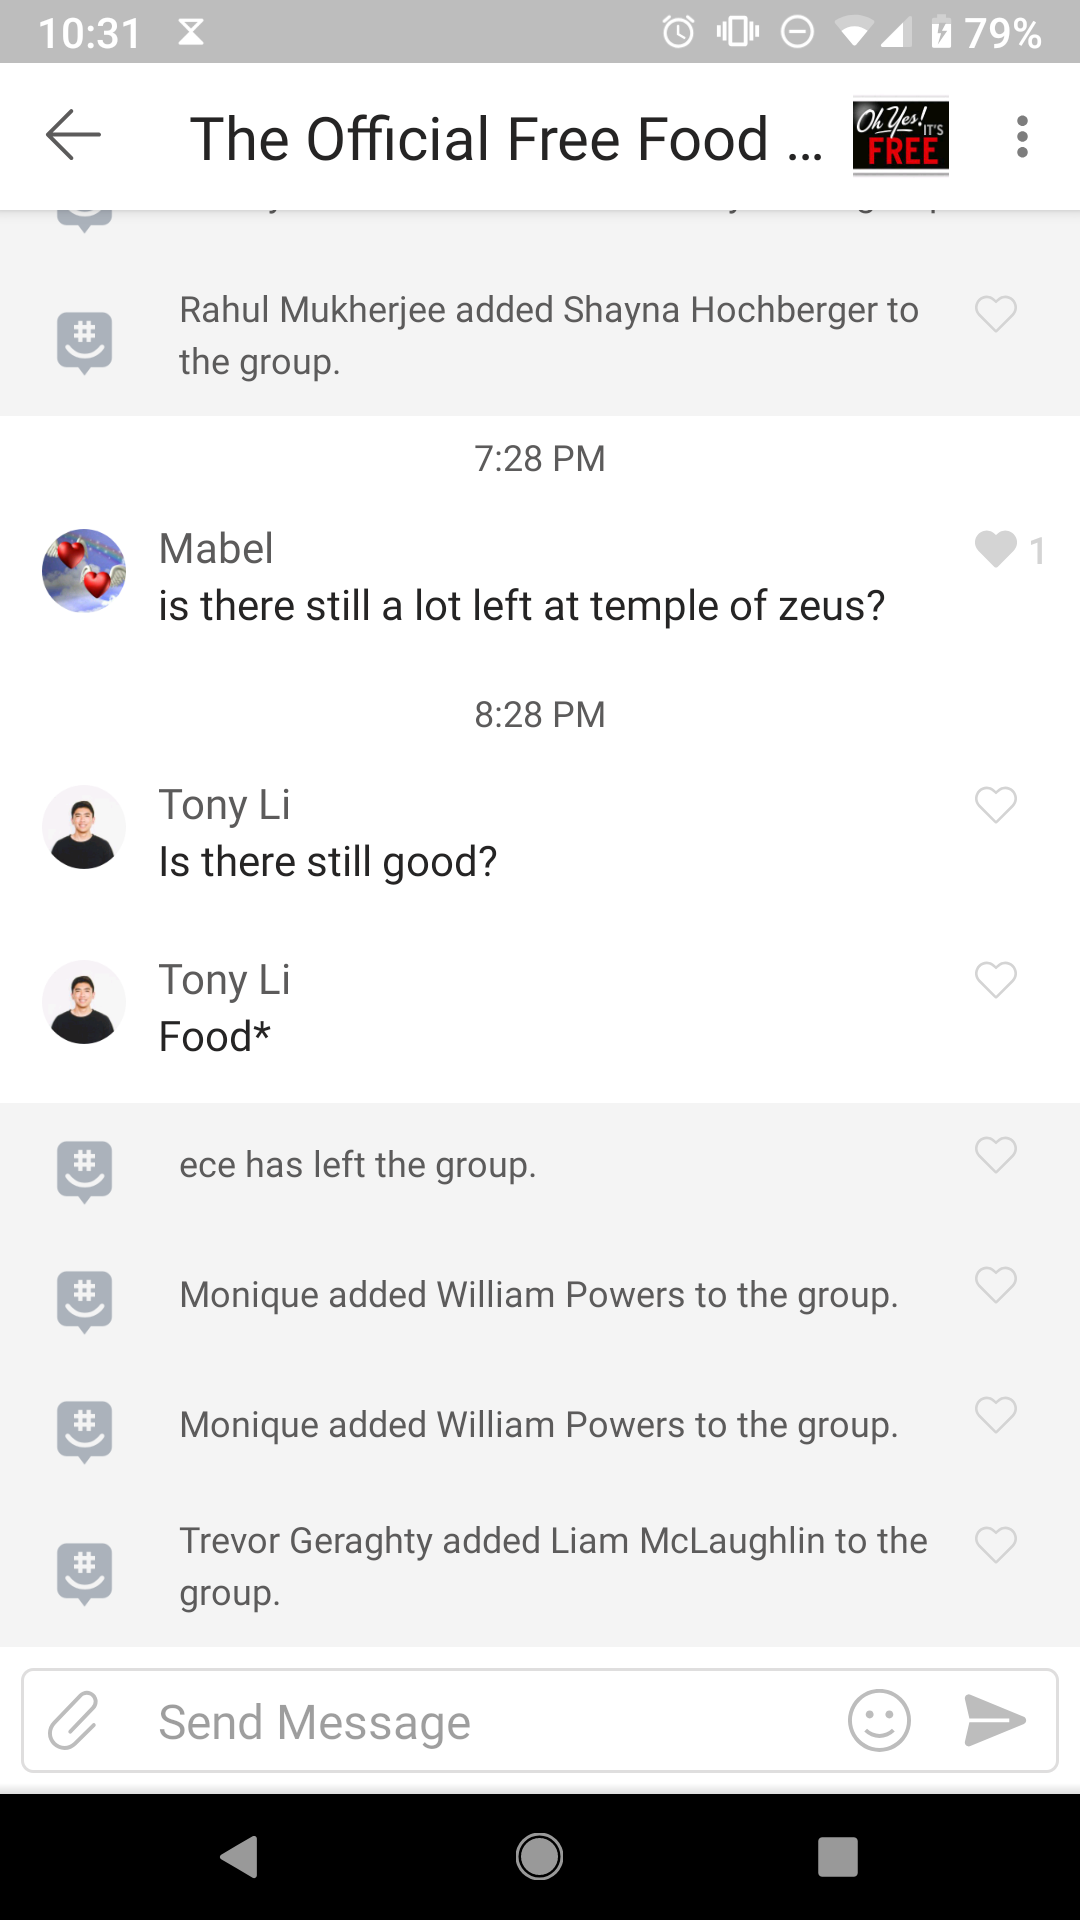 10:31
79%
The Official Free Food ...
Oh Yes!
IT'S
FREE
Rahul Mukherjee added Shayna Hochberger to
the group.
7:28 PM
Mabel
1
is there still a lot left at temple of zeus?
8:28 PM
Tony Li
Is there still good?
Tony Li
Food*
ece has left the group.
Monique added William Powers to the group.
Monique added William Powers to the group.
Trevor Geraghty added Liam McLaughlin to the
group.
Send Message